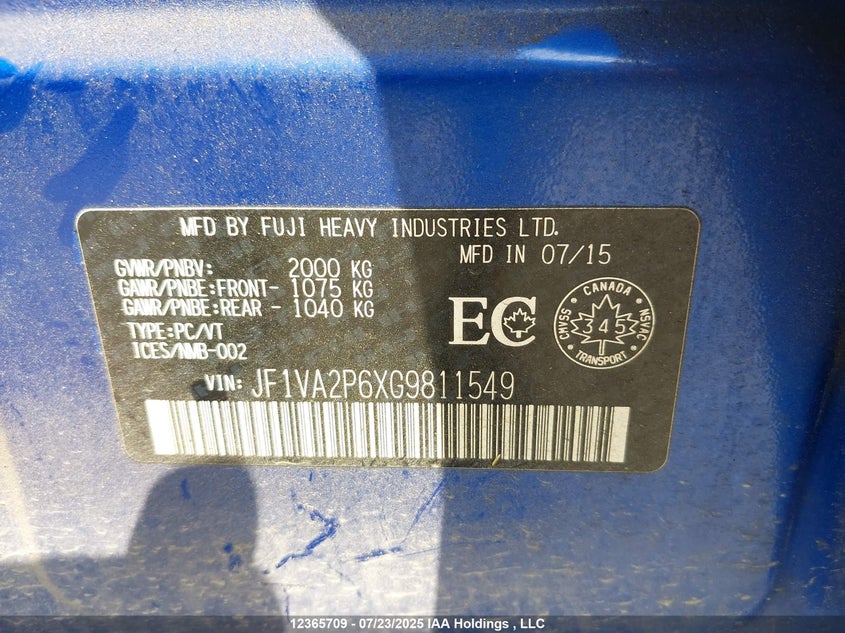 MFD BY FUJI HEAVY INDUSTRIES LTD.
MFD IN 07/15
GVWR/PNBV: 2000 KG
GAWR/PNBE:FRONT- 1075 KG
GAWR/PNBE:REAR - 1040 KG
TYPE:PC/VT
ICES/NMB-002
EC
CANADA
CMVSS 345 NSVAC
TRANSPORT
VIN: JF1VA2P6XG9811549
12365709 - 07/23/2025 IAA Holdings , LLC